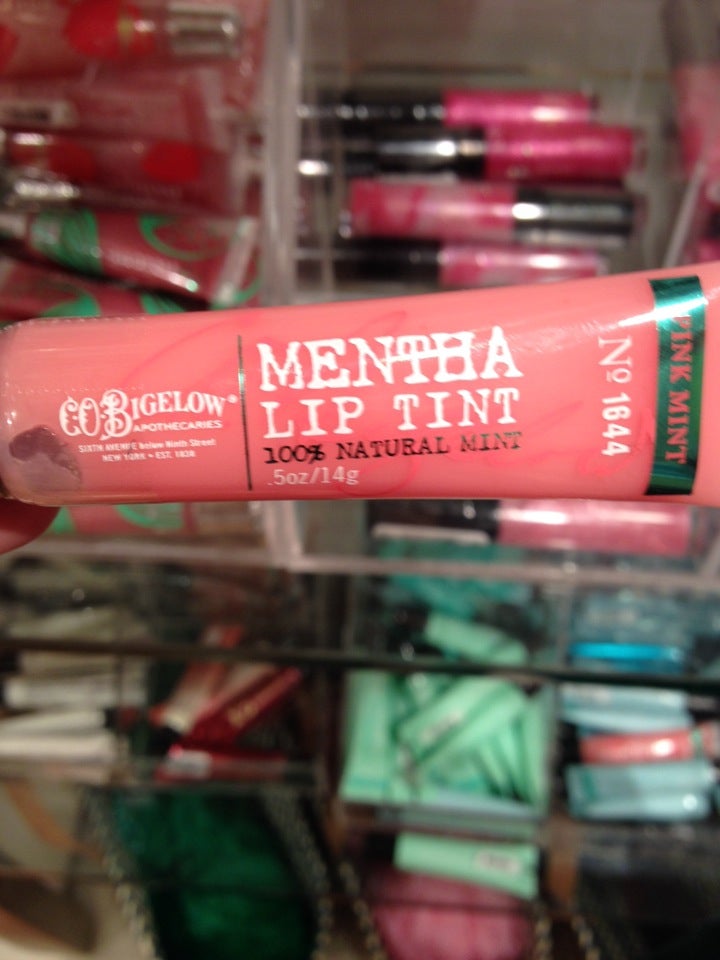 C.O. BIGELOW®
APOTHECARIES
SIXTH AVENUE below Ninth Street
NEW YORK • EST. 1838
MENTHA
LIP TINT
100% NATURAL MINT
.5oz/14g
Nº 1644
PINK MINT